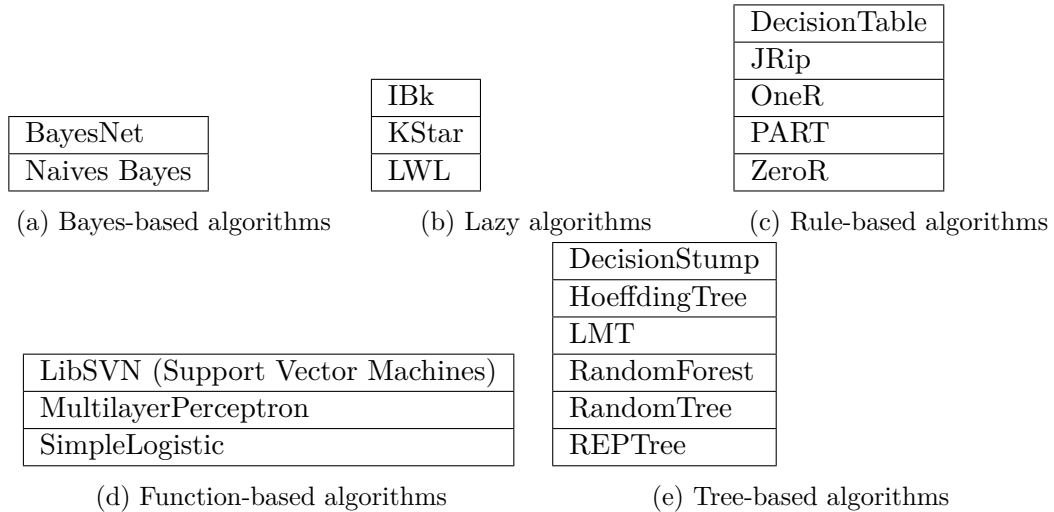 BayesNet
Naives Bayes
(a) Bayes-based algorithms
IBk
KStar
LWL
(b) Lazy algorithms
DecisionTable
JRip
OneR
PART
ZeroR
(c) Rule-based algorithms
LibSVN (Support Vector Machines)
MultilayerPerceptron
SimpleLogistic
(d) Function-based algorithms
DecisionStump
HoeffdingTree
LMT
RandomForest
RandomTree
REPTree
(e) Tree-based algorithms